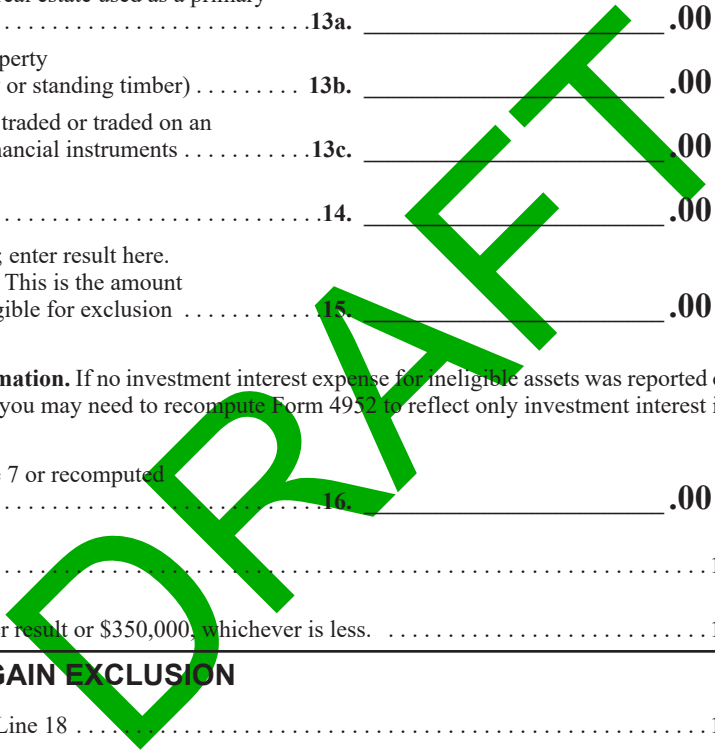 real estate used as a primary
. . . . . . . . . . . . . . . . . . . . . . . . . . . .13a. .00
perty
or standing timber) . . . . . . . . . 13b. .00
traded or traded on an
nancial instruments . . . . . . . . . . .13c. .00
. . . . . . . . . . . . . . . . . . . . . . . . . . . . .14. .00
; enter result here.
This is the amount
gible for exclusion . . . . . . . . . . . .15. .00
mation. If no investment interest expense for ineligible assets was reported
you may need to recompute Form 4952 to reflect only investment interest
7 or recomputed
. . . . . . . . . . . . . . . . . . . . . . . . . . . . .16. .00
r result or $350,000, whichever is less. . . . . . . . . . . . . . . . . . . . . . . . . . . . . 1
GAIN EXCLUSION
Line 18 . . . . . . . . . . . . . . . . . . . . . . . . . . . . . . . . . . . . . . . . . . . . . . . . . . . . . . . . 1
DRAFT